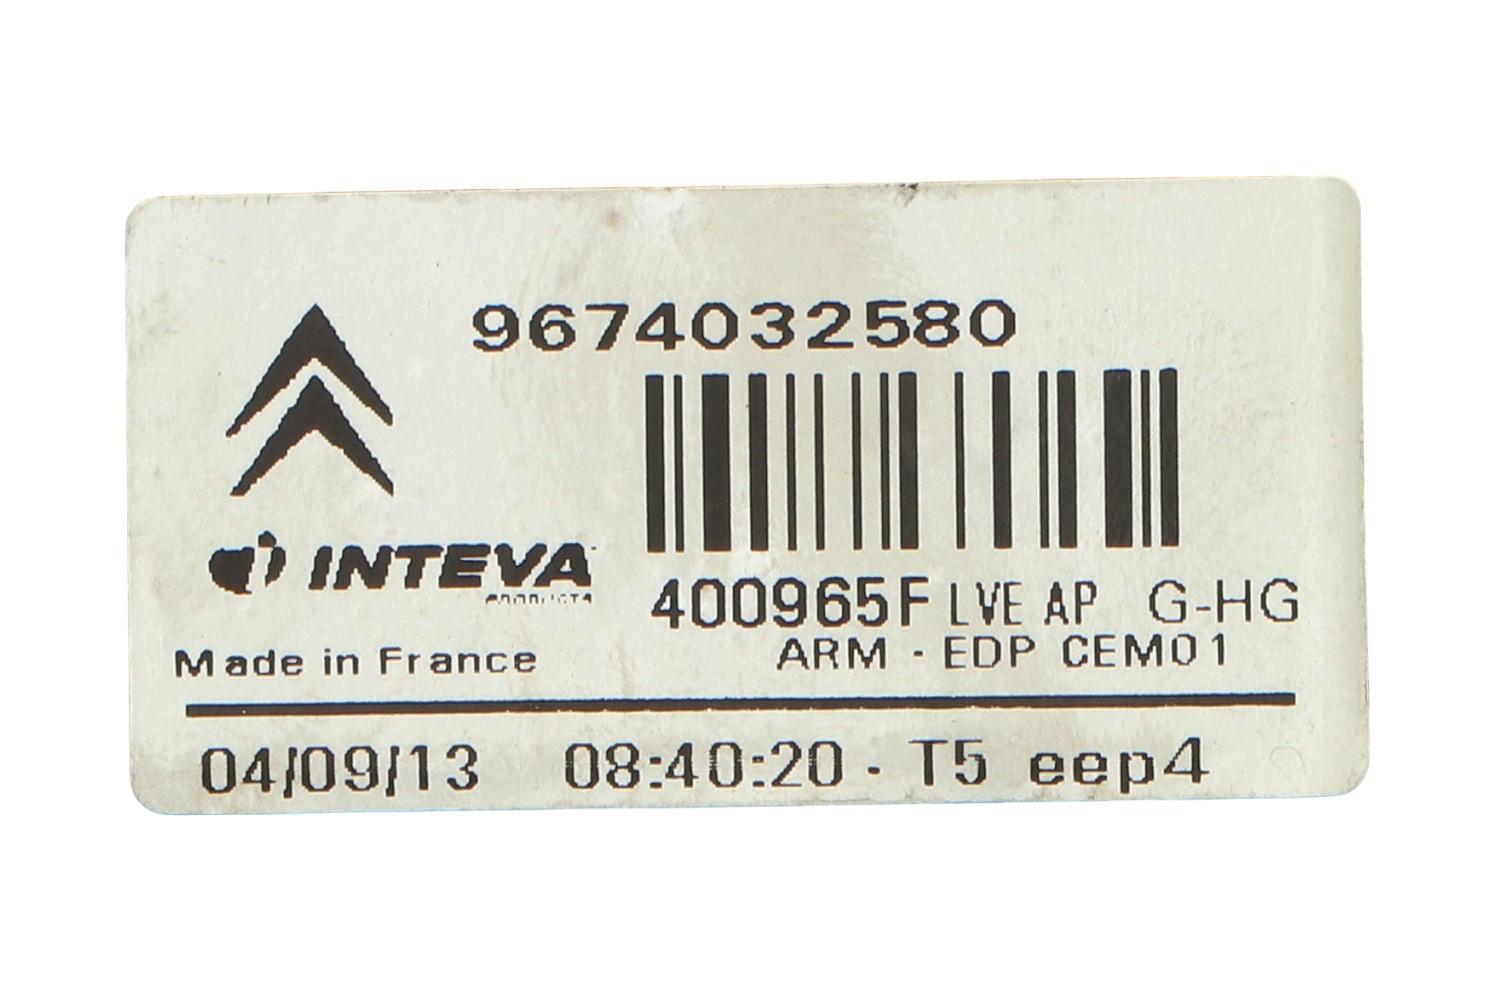 9674032580
INTEVA
PRODUCTS
400965F LVE AP G-HG
ARM - EDP CEM01
Made in France
04/09/13 08:40:20 - T5 eep4